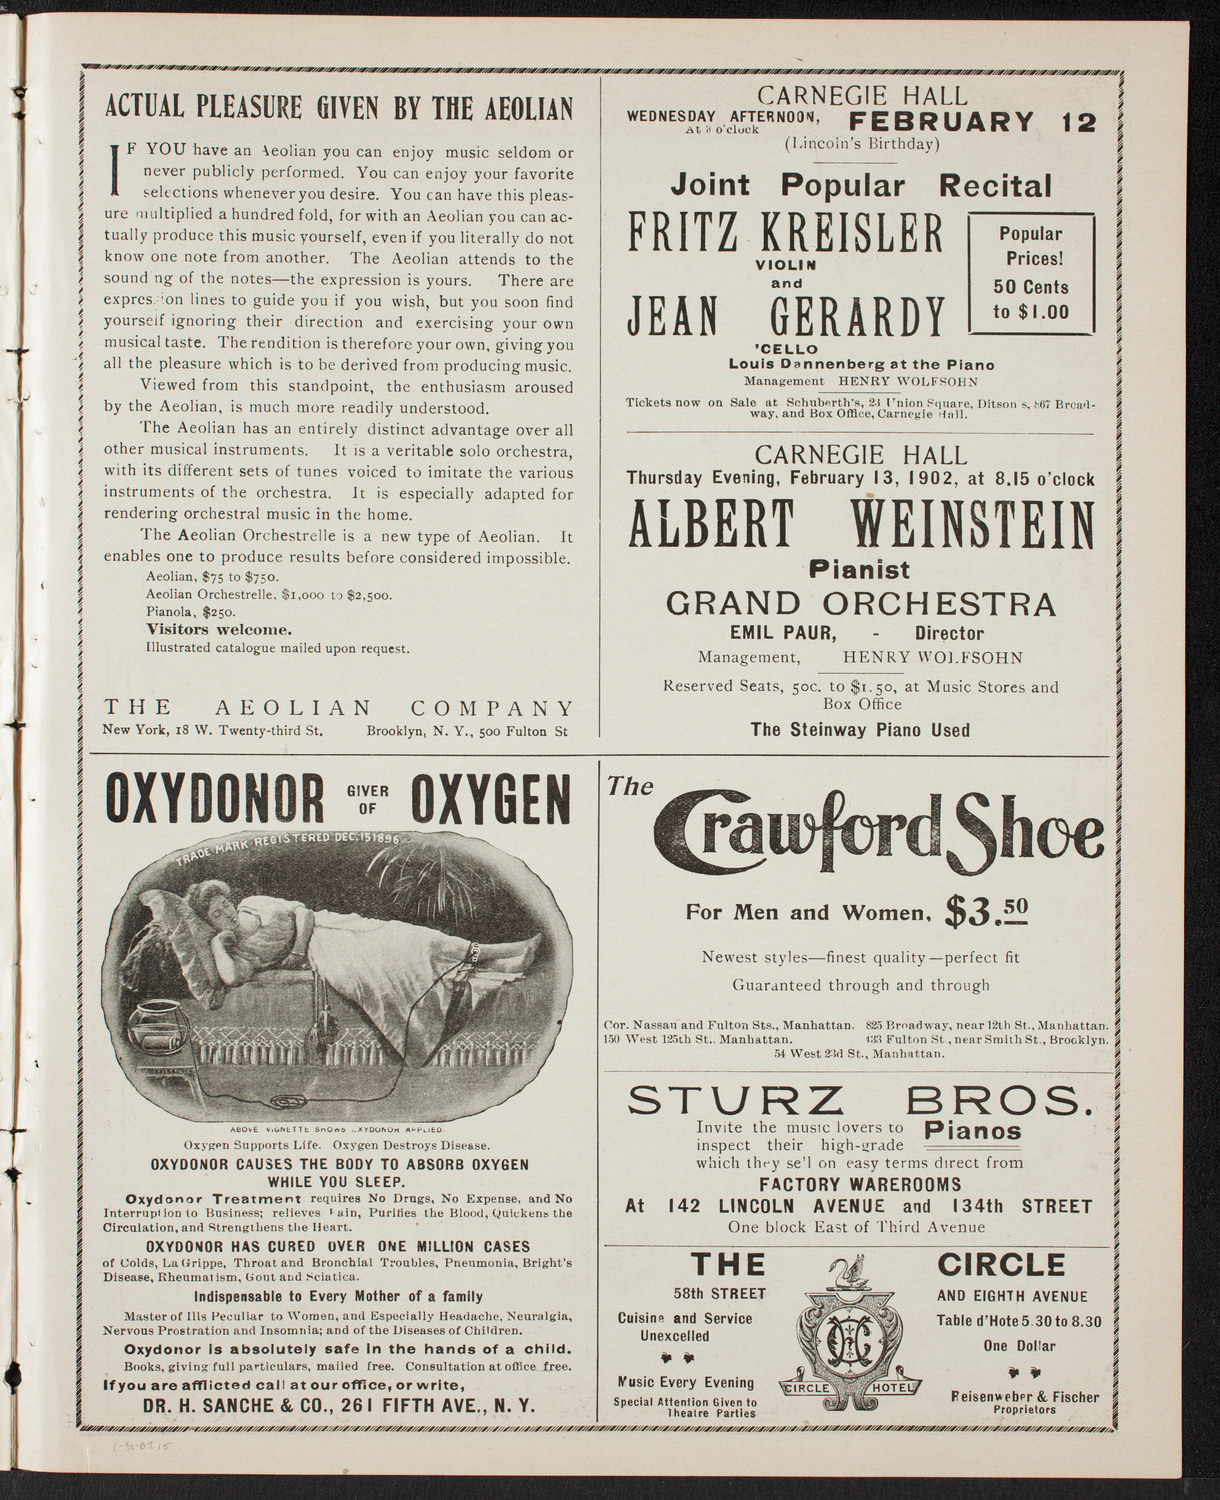 ACTUAL PLEASURE GIVEN BY THE AEOLIAN
IF YOU have an Aeolian you can enjoy music seldom or
never publicly performed. You can enjoy your favorite
selections whenever you desire. You can have this pleas-
ure multiplied a hundred fold, for with an Aeolian you can ac-
tually produce this music yourself, even if you literally do not
know one note from another. The Aeolian attends to the
sound ng of the notes—the expression is yours. There are
expres ion lines to guide you if you wish, but you soon find
yourself ignoring their direction and exercising your own
musical taste. The rendition is therefore your own, giving you
all the pleasure which is to be derived from producing music.
Viewed from this standpoint, the enthusiasm aroused
by the Aeolian, is much more readily understood.
The Aeolian has an entirely distinct advantage over all
other musical instruments. It is a veritable solo orchestra,
with its different sets of tunes voiced to imitate the various
instruments of the orchestra. It is especially adapted for
rendering orchestral music in the home.
The Aeolian Orchestrelle is a new type of Aeolian. It
enables one to produce results before considered impossible.
Aeolian, $75 to $750.
Aeolian Orchestrelle, $1,000 to $2,500.
Pianola, $250.
Visitors welcome.
Illustrated catalogue mailed upon request.
THE AEOLIAN COMPANY
New York, 18 W. Twenty-third St. Brooklyn, N. Y., 500 Fulton St
CARNEGIE HALL
WEDNESDAY AFTERNOON, FEBRUARY 12
At 3 o'clock
(Lincoln's Birthday)
Joint Popular Recital
FRITZ KREISLER
VIOLIN
and
JEAN GERARDY
'CELLO
Popular
Prices!
50 Cents
to $1.00
Louis Dannenberg at the Piano
Management HENRY WOLFSOHN
Tickets now on Sale at Schuberth's, 23 Union Square, Ditson's, 867 Broad-
way, and Box Office, Carnegie Hall.
CARNEGIE HALL
Thursday Evening, February 13, 1902, at 8.15 o'clock
ALBERT WEINSTEIN
Pianist
GRAND ORCHESTRA
EMIL PAUR, - Director
Management, HENRY WOLFSOHN
Reserved Seats, 50c. to $1.50, at Music Stores and
Box Office
The Steinway Piano Used
OXYDONOR GIVER OF OXYGEN
TRADE MARK REGISTERED DEC. 15 1896
ABOVE VIGNETTE SHOWS OXYDONOR APPLIED.
Oxygen Supports Life. Oxygen Destroys Disease.
OXYDONOR CAUSES THE BODY TO ABSORB OXYGEN
WHILE YOU SLEEP.
Oxydonor Treatment requires No Drugs, No Expense, and No
Interruption to Business; relieves Pain, Purifies the Blood, Quickens the
Circulation, and Strengthens the Heart.
OXYDONOR HAS CURED OVER ONE MILLION CASES
of Colds, La Grippe, Throat and Bronchial Troubles, Pneumonia, Bright's
Disease, Rheumatism, Gout and Sciatica.
Indispensable to Every Mother of a family
Master of Ills Peculiar to Women, and Especially Headache, Neuralgia,
Nervous Prostration and Insomnia; and of the Diseases of Children.
Oxydonor is absolutely safe in the hands of a child.
Books, giving full particulars, mailed free. Consultation at office free.
If you are afflicted call at our office, or write,
DR. H. SANCHE & CO., 261 FIFTH AVE., N. Y.
The
Crawford Shoe
For Men and Women, $3.50
Newest styles—finest quality—perfect fit
Guaranteed through and through
Cor. Nassau and Fulton Sts., Manhattan. 825 Broadway, near 12th St., Manhattan.
150 West 125th St.. Manhattan. 433 Fulton St., near Smith St., Brooklyn.
54 West 23d St., Manhattan.
STURZ BROS.
Invite the music lovers to
inspect their high-grade Pianos
which they se'l on easy terms direct from
FACTORY WAREROOMS
At 142 LINCOLN AVENUE and 134th STREET
One block East of Third Avenue
THE CIRCLE
58th STREET AND EIGHTH AVENUE
Cuisine and Service
Unexcelled
Music Every Evening
Special Attention Given to
Theatre Parties
CIRCLE HOTEL
Table d'Hote 5.30 to 8.30
One Dollar
Reisenweber & Fischer
Proprietors
1-31-02 15